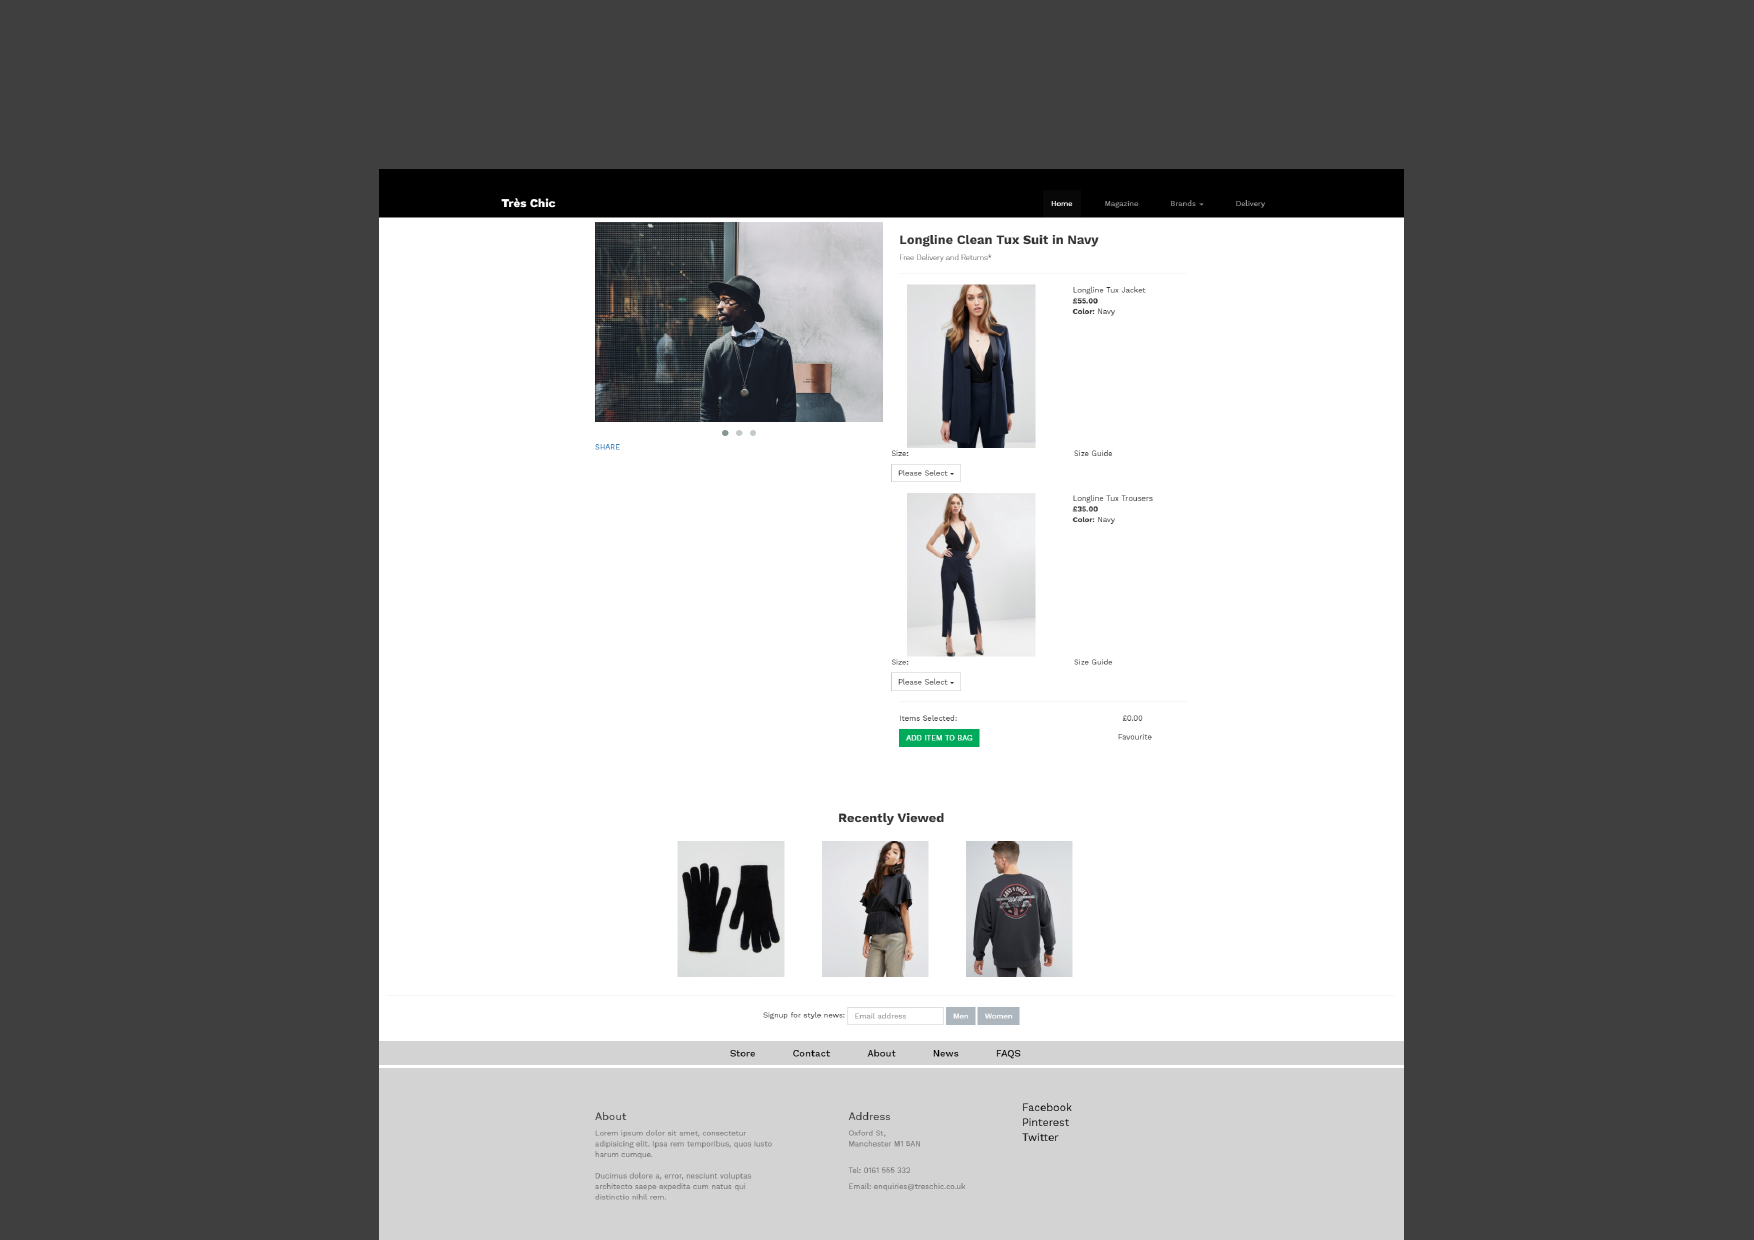 Très Chic
Home
Magazine
Brands
Delivery
Longline Clean Tux Suit in Navy
Free Delivery and Returns*
SHARE
Longline Tux Jacket
£55.00
Color: Navy
Size:
Size Guide
Please Select
Longline Tux Trousers
£35.00
Color: Navy
Size:
Size Guide
Please Select
Items Selected:
£0.00
ADD ITEM TO BAG
Favourite
Recently Viewed
Signup for style news:
Email address
Men
Women
Store
Contact
About
News
FAQS
About
Lorem ipsum dolor sit amet, consectetur
adipisicing elit. Ipsa rem temporibus, quos iusto
harum cumque.
Ducimus dolore a, error, nesciunt voluptas
architecto saepe expedita cum natus qui
distinctio nihil rem.
Address
Oxford St,
Manchester M1 5AN
Tel: 0161 555 332
Email: enquiries@treschic.co.uk
Facebook
Pinterest
Twitter